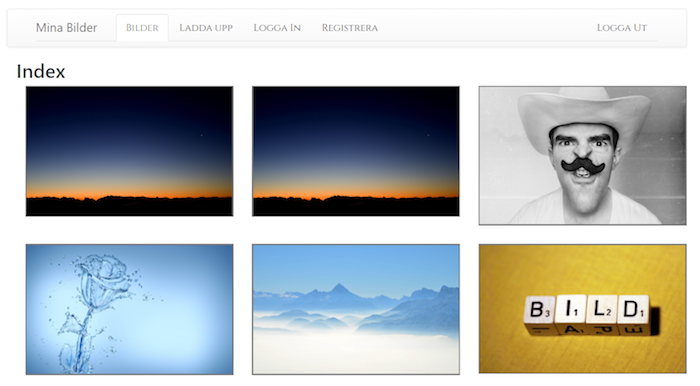 Mina Bilder Bilder Ladda upp Logga In Registrera Logga Ut
Index
B3 I1 L2 D1